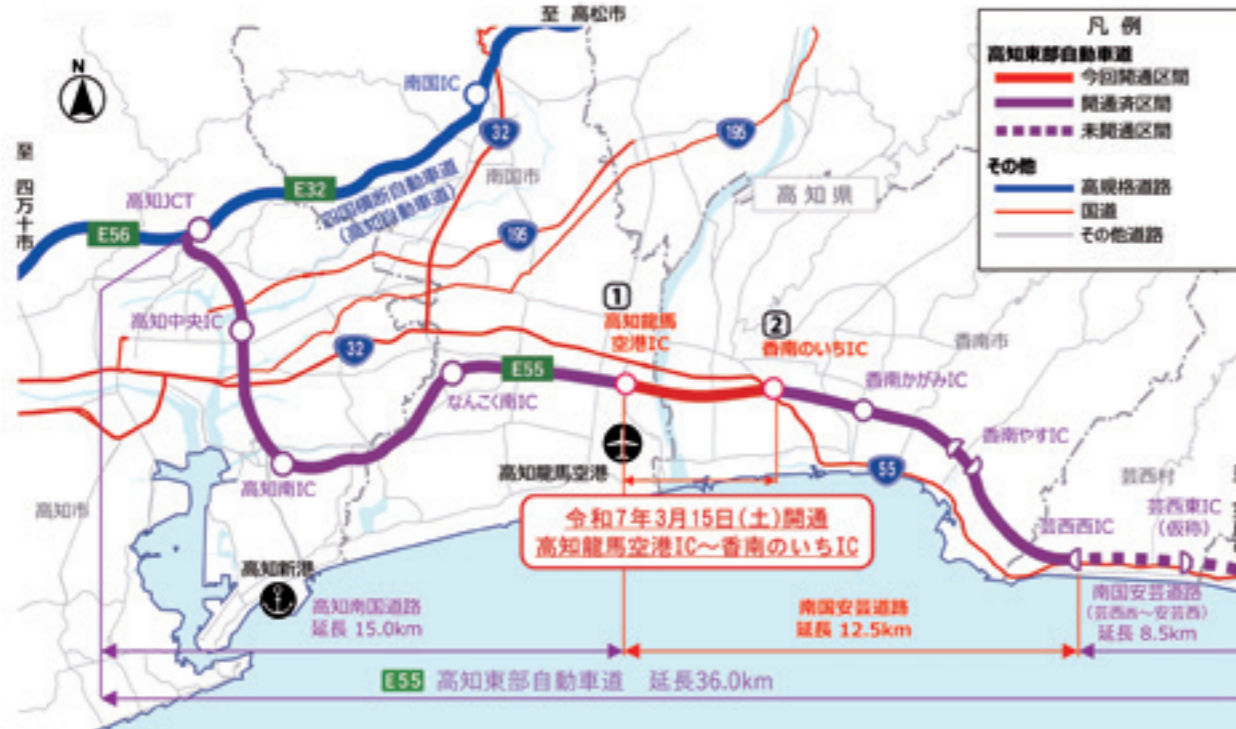 至 高松市
凡 例
高知東部自動車道
今回開通区間
開通済区間
未開通区間
その他
高規格道路
国道
その他道路
N
南国IC
32
195
至 四万十市
高知JCT
E32
四国横断自動車道
(高知自動車道)
南国市
高知県
E56
195
高知中央IC
32
1
高知龍馬
空港IC
2
香南のいちIC
香南市
E55
なんこく南IC
香南かがみIC
香南やすIC
高知龍馬空港
55
高知南IC
高知市
芸西村
芸西東IC
(仮称)
芸西西IC
令和7年3月15日(土)開通
高知龍馬空港IC～香南のいちIC
高知新港
高知南国道路
延長 15.0km
南国安芸道路
延長 12.5km
南国安芸道路
(芸西西～安芸西)
延長 8.5km
E55 高知東部自動車道 延長36.0km